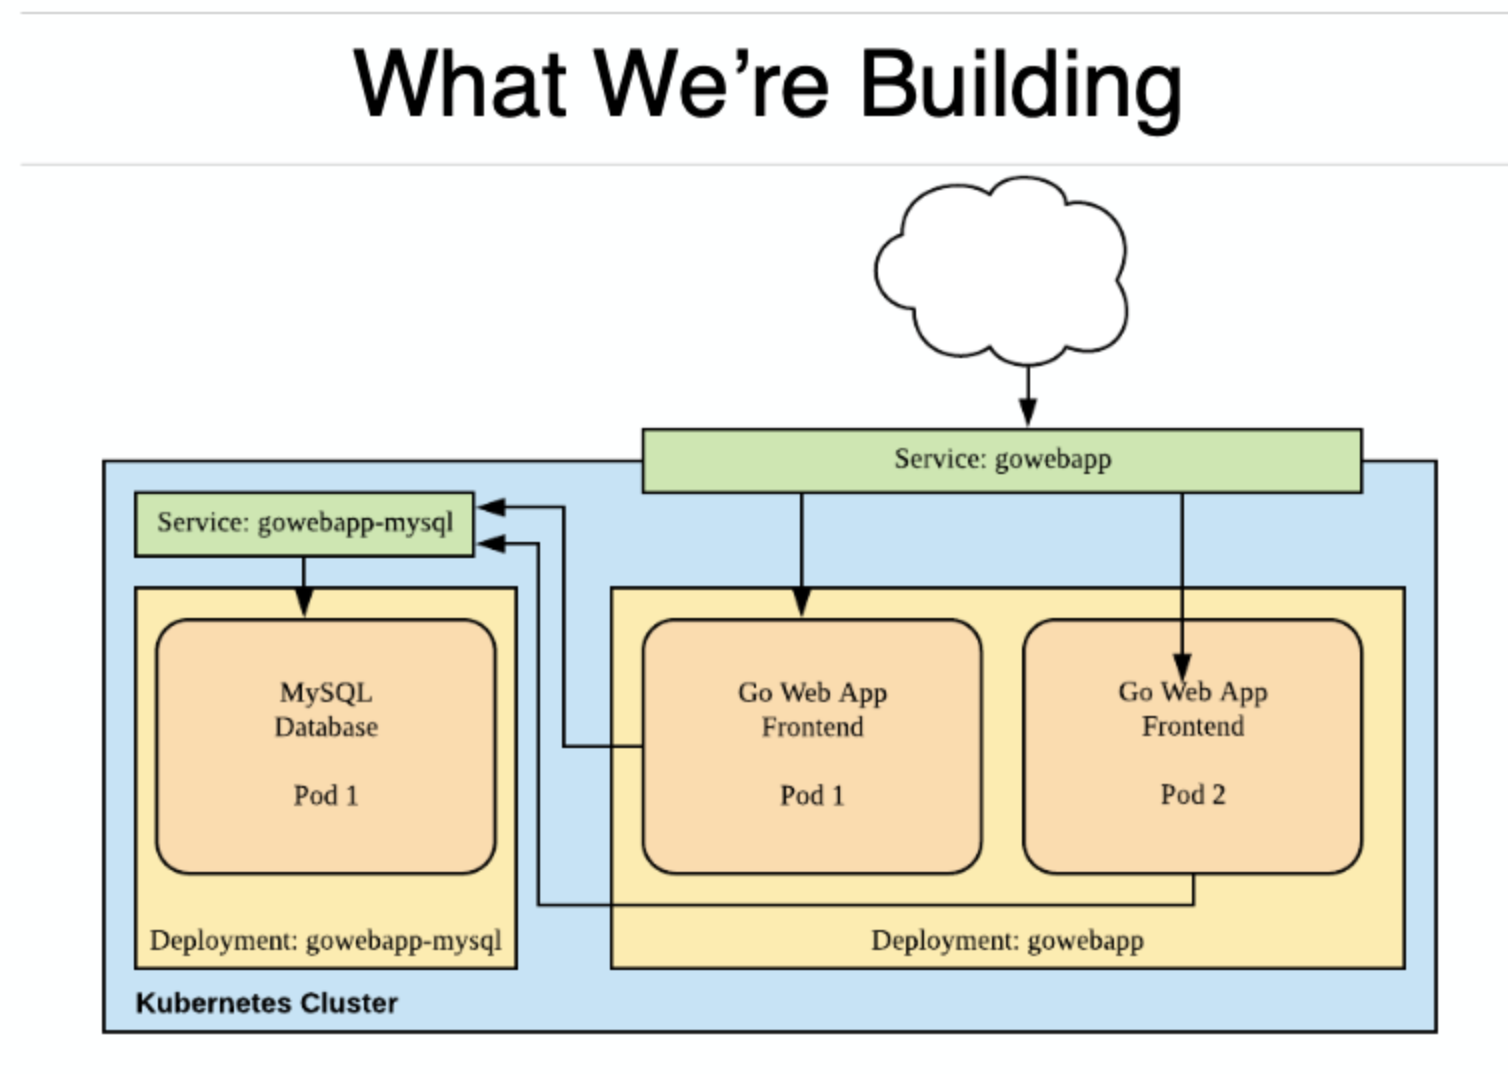 What We’re Building
Service: gowebapp
Service: gowebapp-mysql
MySQL
Database
Pod 1
Go Web App
Frontend
Pod 1
Go Web App
Frontend
Pod 2
Deployment: gowebapp-mysql
Deployment: gowebapp
Kubernetes Cluster